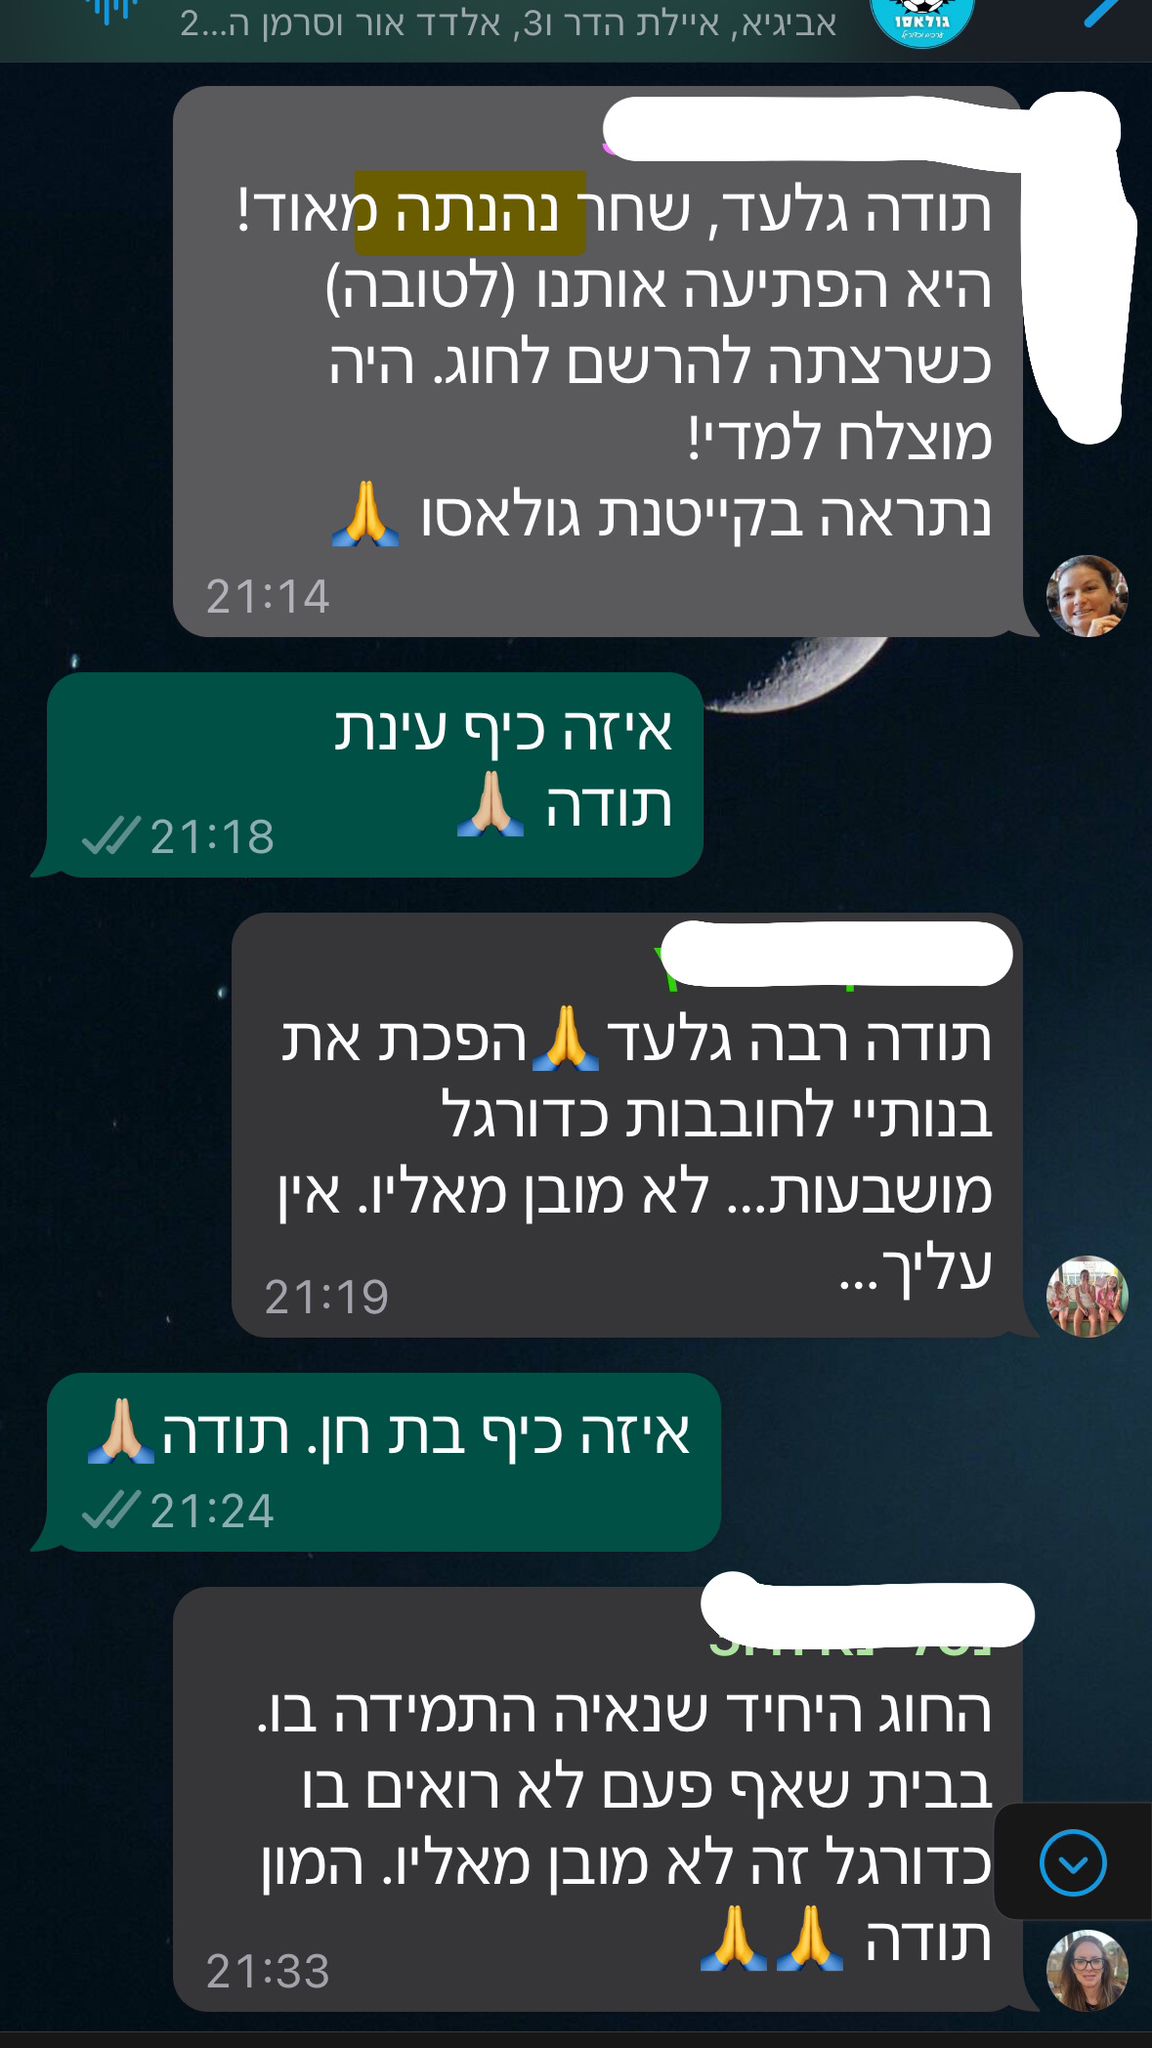 אביגיא, איילת הדר ו3, אלדד אור וסרמן ה...2
גולאסו
תודה גלעד, שחר נהנתה מאוד!
היא הפתיעה אותנו (לטובה)
כשרצתה להרשם לחוג. היה
מוצלח למדי!
נתראה בקייטנת גולאסו 🙏
21:14
איזה כיף עינת
תודה 🙏🏼
21:18
תודה רבה גלעד🙏הפכת את
בנותיי לחובבות כדורגל
מושבעות... לא מובן מאליו. אין
עליך...
21:19
איזה כיף בת חן. תודה🙏🏼
21:24
החוג היחיד שנאיה התמידה בו.
בבית שאף פעם לא רואים בו
כדורגל זה לא מובן מאליו. המון
תודה 🙏🙏
21:33